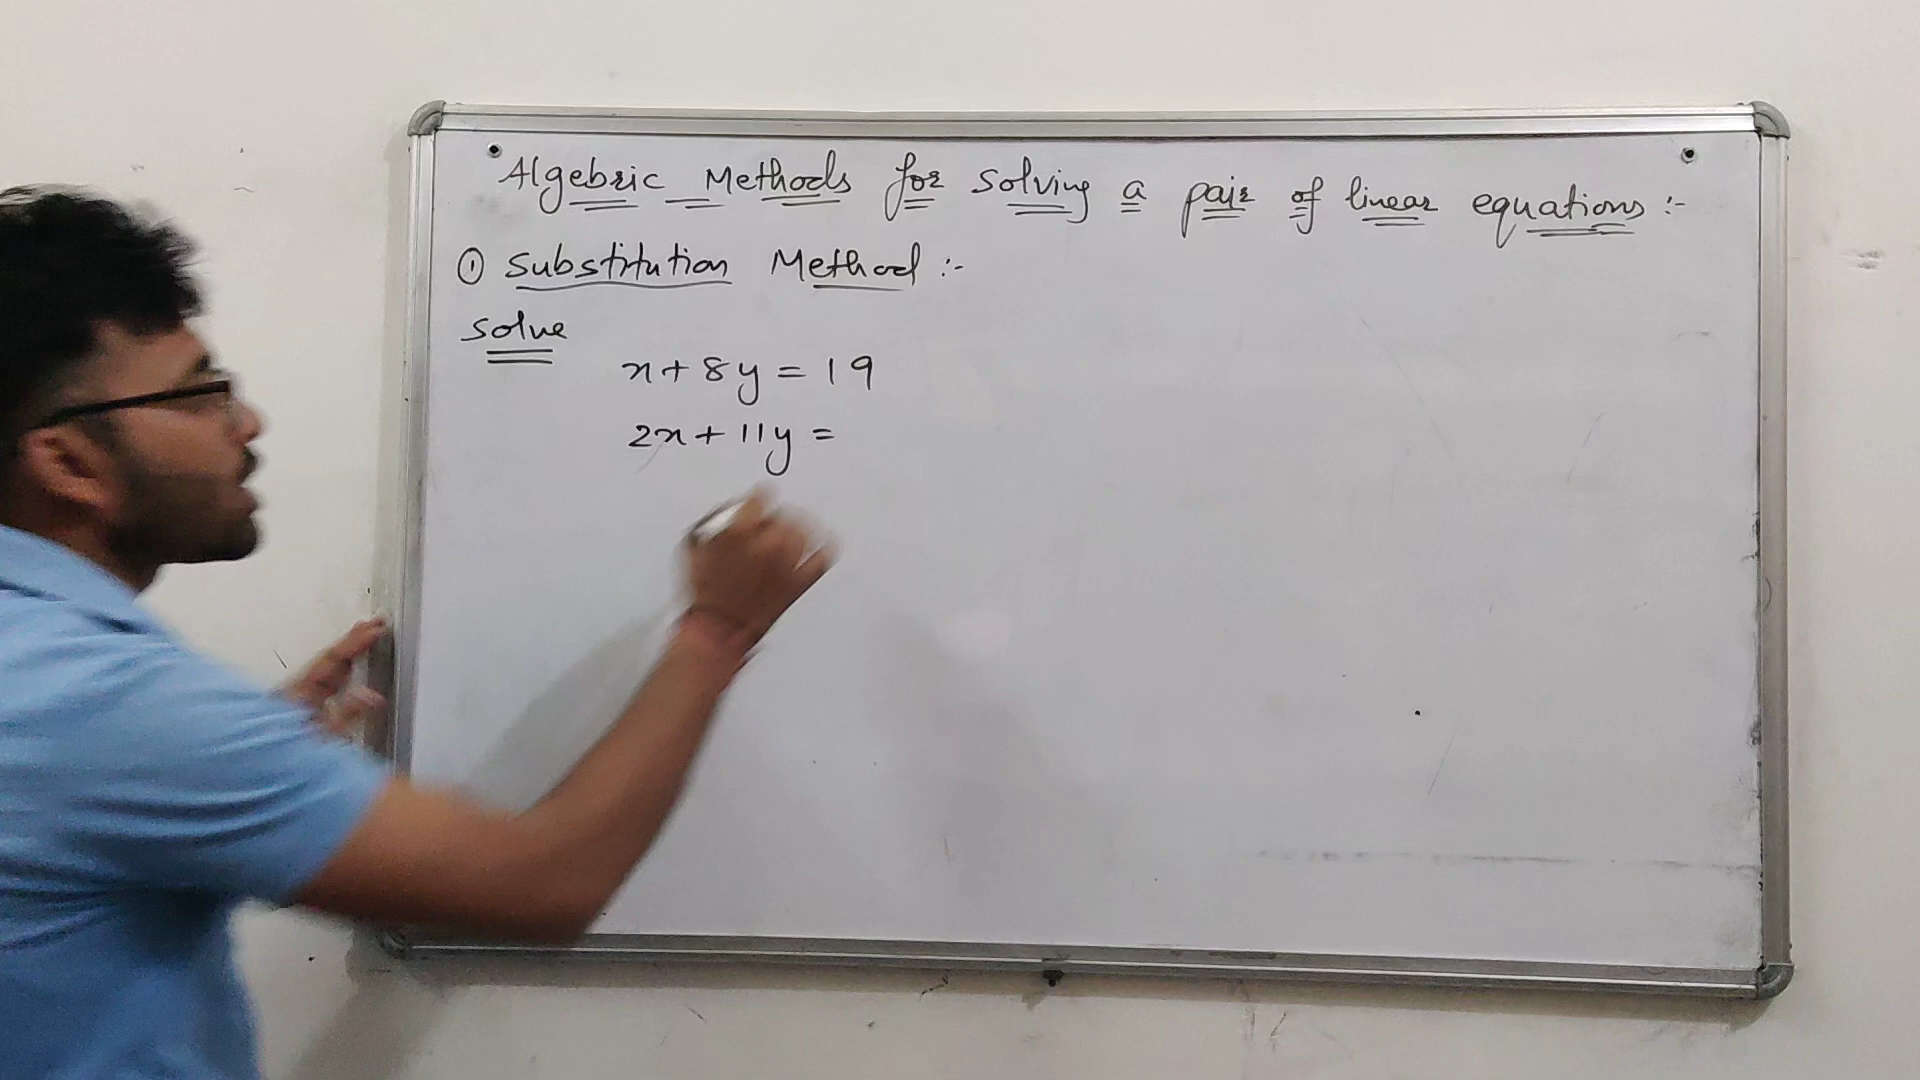 Algebric Methods for solving a pair of linear equations :-
① Substitution Method :-
Solve
x + 8y = 19
2x + 11y =